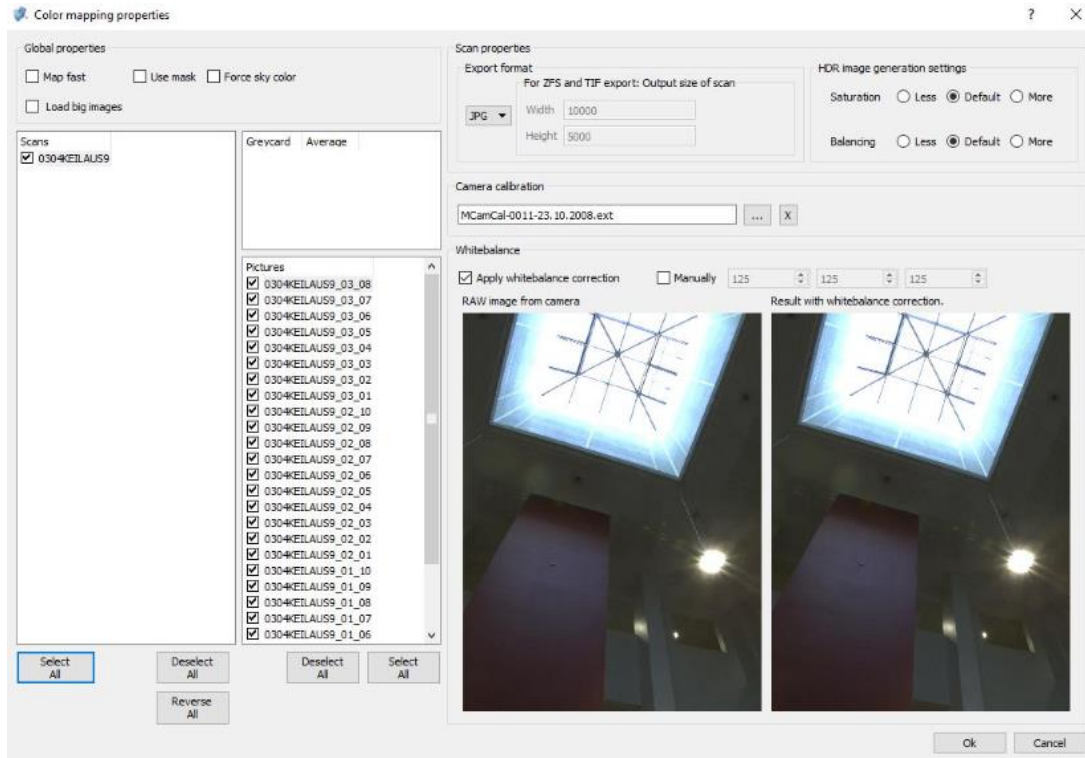 Color mapping properties
? X
Global properties
Map fast
Use mask
Force sky color
Load big images
Scans
0304KEILAUS9
Greycard Average
Pictures
0304KEILAUS9_03_08
0304KEILAUS9_03_07
0304KEILAUS9_03_06
0304KEILAUS9_03_05
0304KEILAUS9_03_04
0304KEILAUS9_03_03
0304KEILAUS9_03_02
0304KEILAUS9_03_01
0304KEILAUS9_02_10
0304KEILAUS9_02_09
0304KEILAUS9_02_08
0304KEILAUS9_02_07
0304KEILAUS9_02_06
0304KEILAUS9_02_05
0304KEILAUS9_02_04
0304KEILAUS9_02_03
0304KEILAUS9_02_02
0304KEILAUS9_02_01
0304KEILAUS9_01_10
0304KEILAUS9_01_09
0304KEILAUS9_01_08
0304KEILAUS9_01_07
0304KEILAUS9_01_06
Select All
Deselect All
Deselect All
Select All
Reverse All
Scan properties
Export format
For ZFS and TIF export: Output size of scan
JPG
Width 10000
Height 5000
HDR image generation settings
Saturation Less Default More
Balancing Less Default More
Camera calibration
MCamCal-0011-23.10.2008.ext ... X
Whitebalance
Apply whitebalance correction Manually 125 125 125
RAW image from camera
Result with whitebalance correction.
Ok Cancel